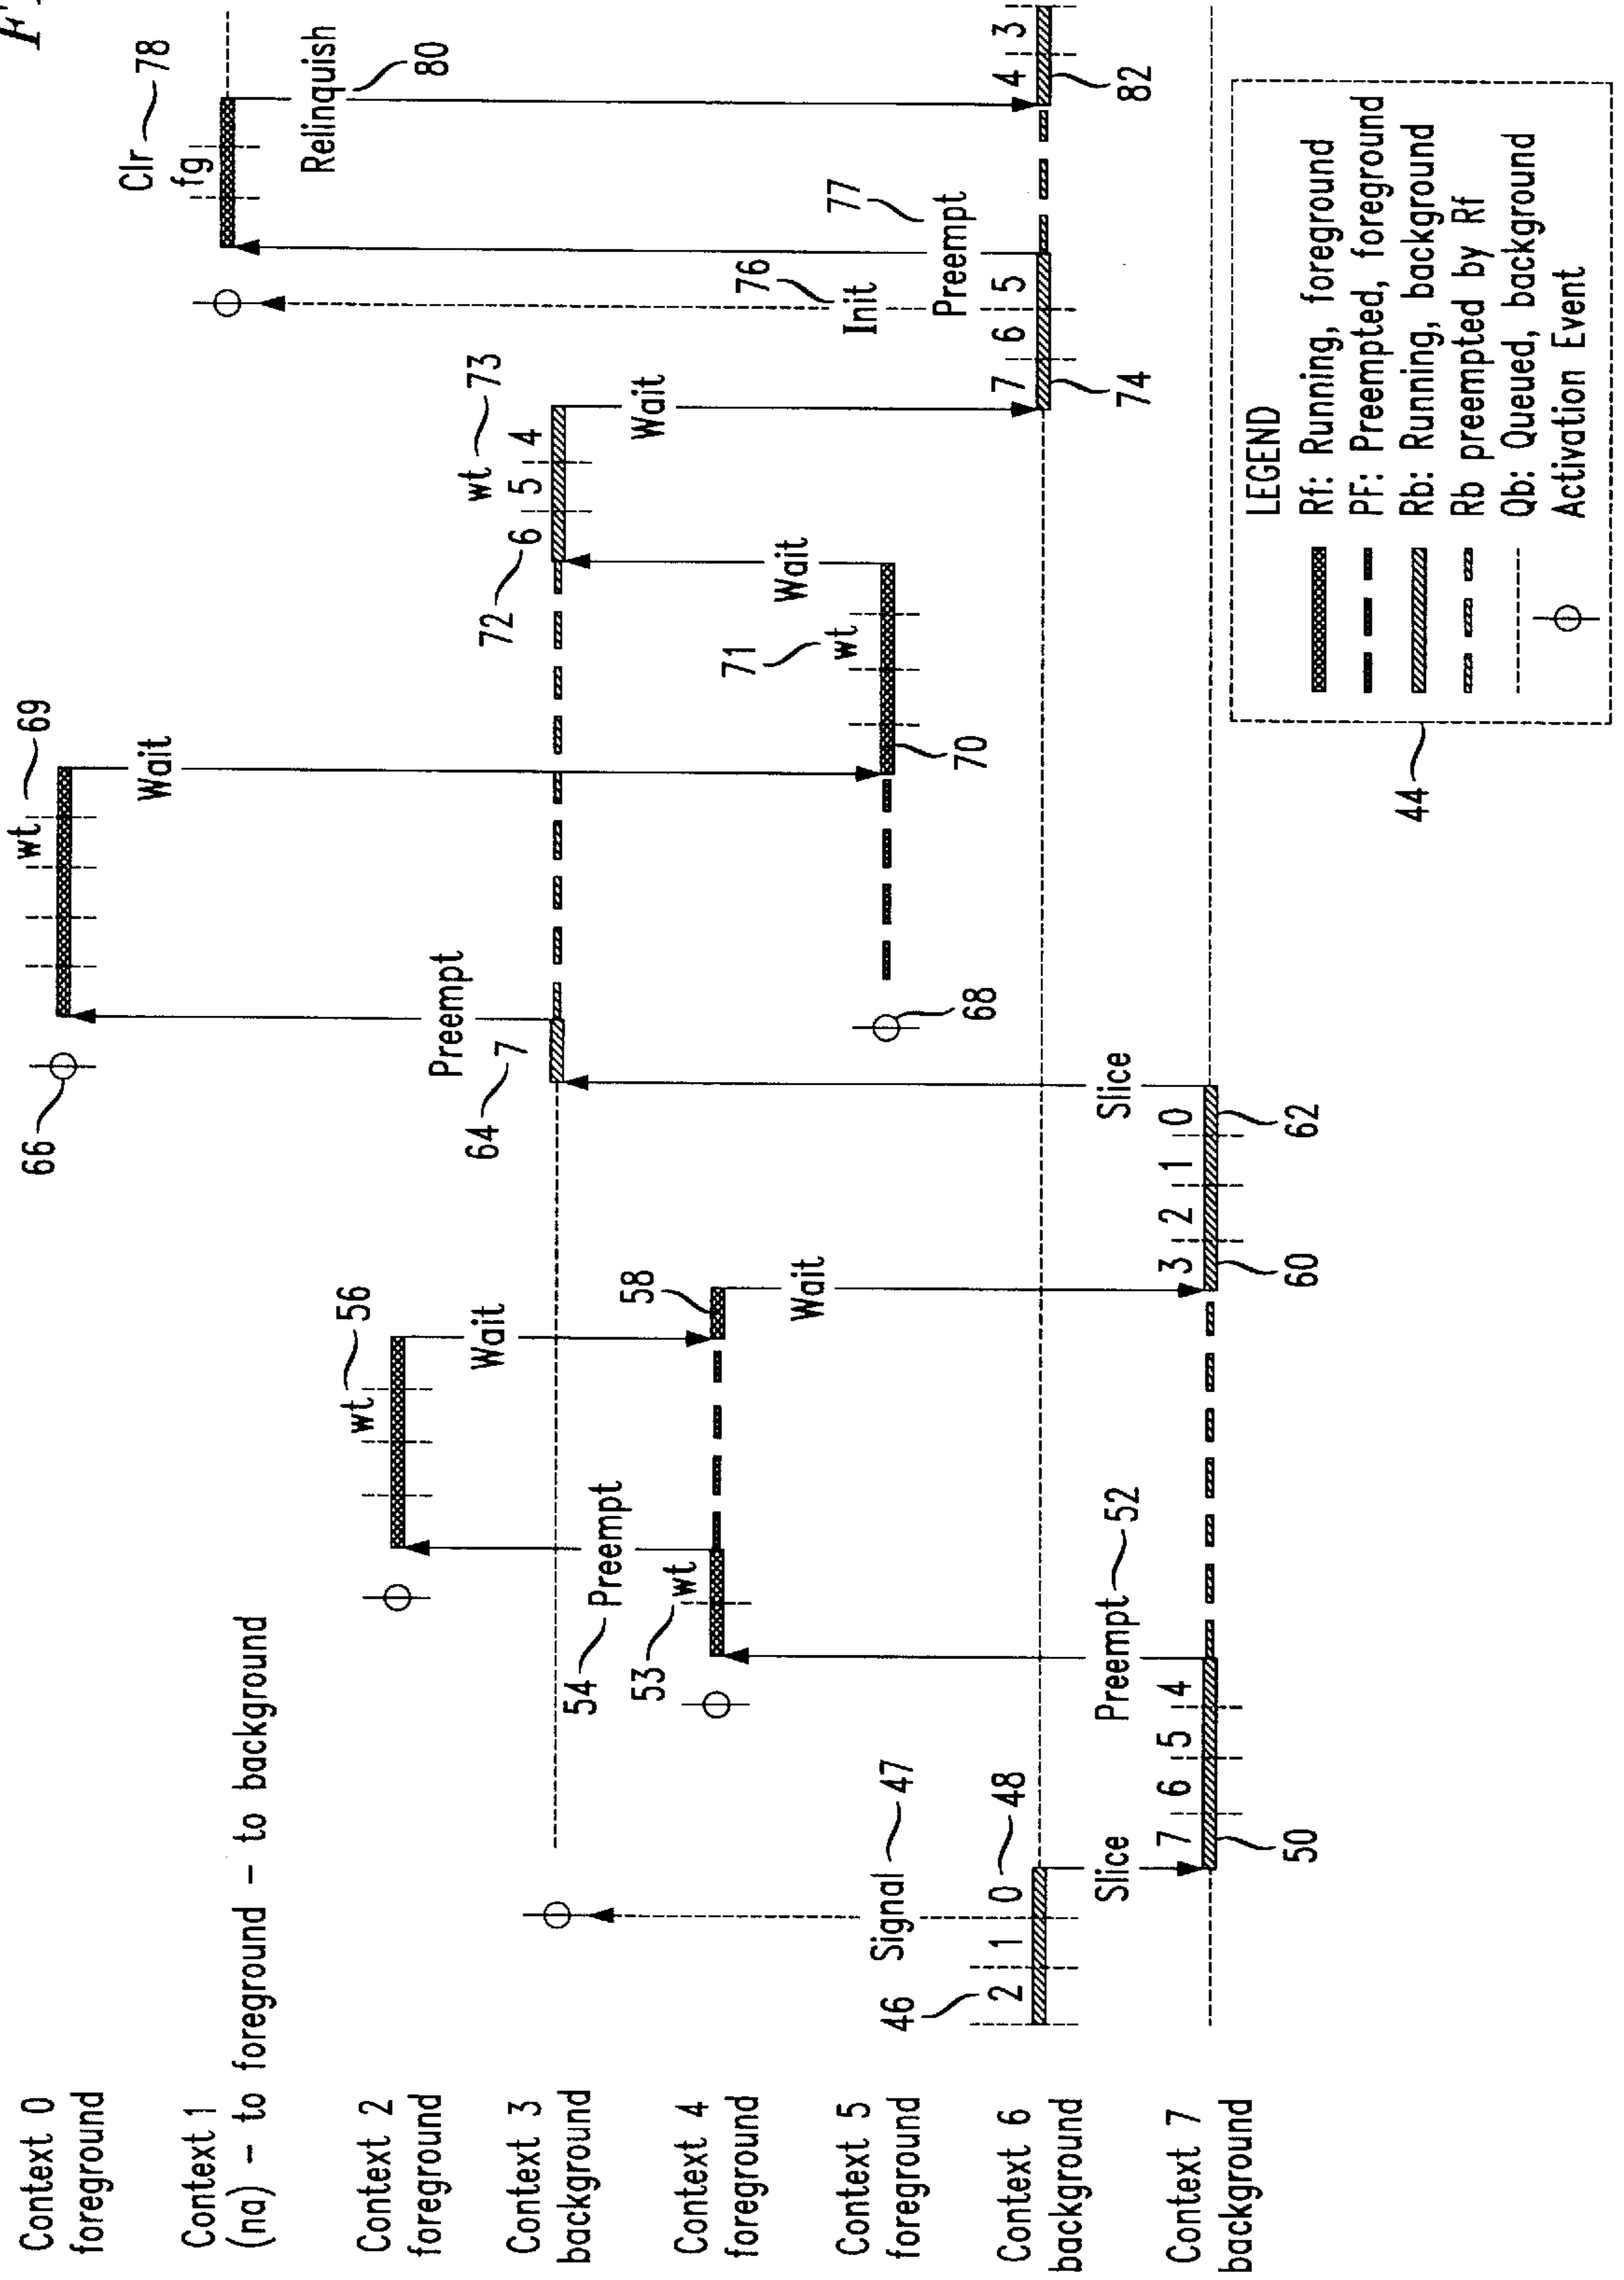 Context 0
foreground
66
wt
69
Wait
Context 1
(na) – to foreground – to background
Clr
78
fg
Relinquish
80
Context 2
foreground
wt
56
Wait
Context 3
background
54
Preempt
64
7
Preempt
72
6
5
4
wt
73
Wait
Context 4
foreground
53
wt
58
Wait
Context 5
foreground
68
70
71
wt
Wait
Context 6
background
46
2
1
0
48
Signal
47
Slice
7
6
5
74
Init
76
Preempt
77
4
3
82
Context 7
background
7
6
5
4
50
Preempt
52
3
2
1
0
60
62
Slice
44
LEGEND
Rf: Running, foreground
PF: Preempted, foreground
Rb: Running, background
Rb preempted by Rf
Qb: Queued, background
Activation Event